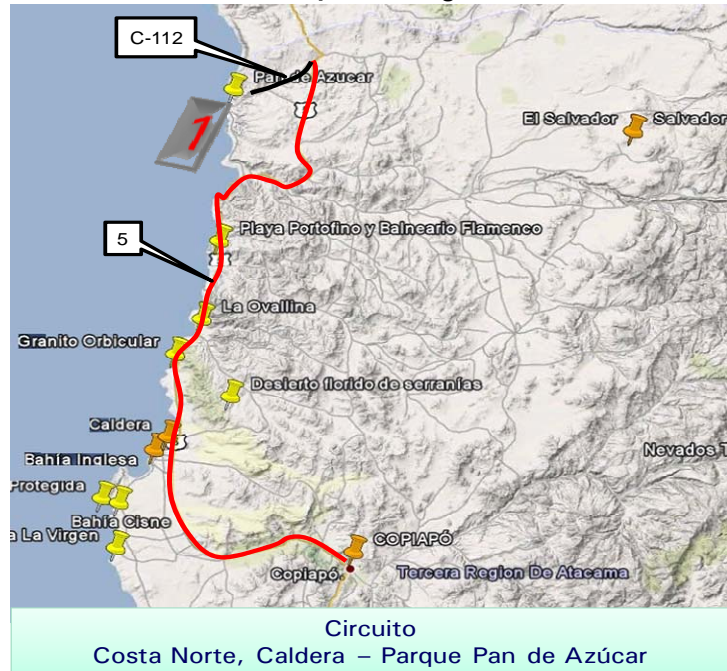 C-112
Pan de Azucar
El Salvador Salvador
1
Playa Portofino y Balneario Flamenco
5
La Ovallina
Granito Orbicular
Desierto florido de serranías
Caldera
Bahía Inglesa
Nevados T
Protegida
Bahía Cisne
a La Virgen
COPIAPÓ
Copiapó
Tercera Region De Atacama
Circuito
Costa Norte, Caldera – Parque Pan de Azúcar